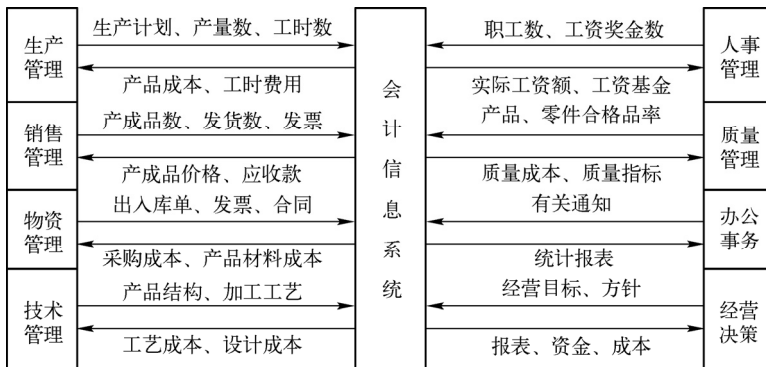 生产
管理
销售
管理
物资
管理
技术
管理
生产计划、产量数、工时数
产品成本、工时费用
产成品数、发货数、发票
产成品价格、应收款
出入库单、发票、合同
采购成本、产品材料成本
产品结构、加工工艺
工艺成本、设计成本
会
计
信
息
系
统
职工数、工资奖金数
实际工资额、工资基金
产品、零件合格品率
质量成本、质量指标
有关通知
统计报表
经营目标、方针
报表、资金、成本
人事
管理
质量
管理
办公
事务
经营
决策